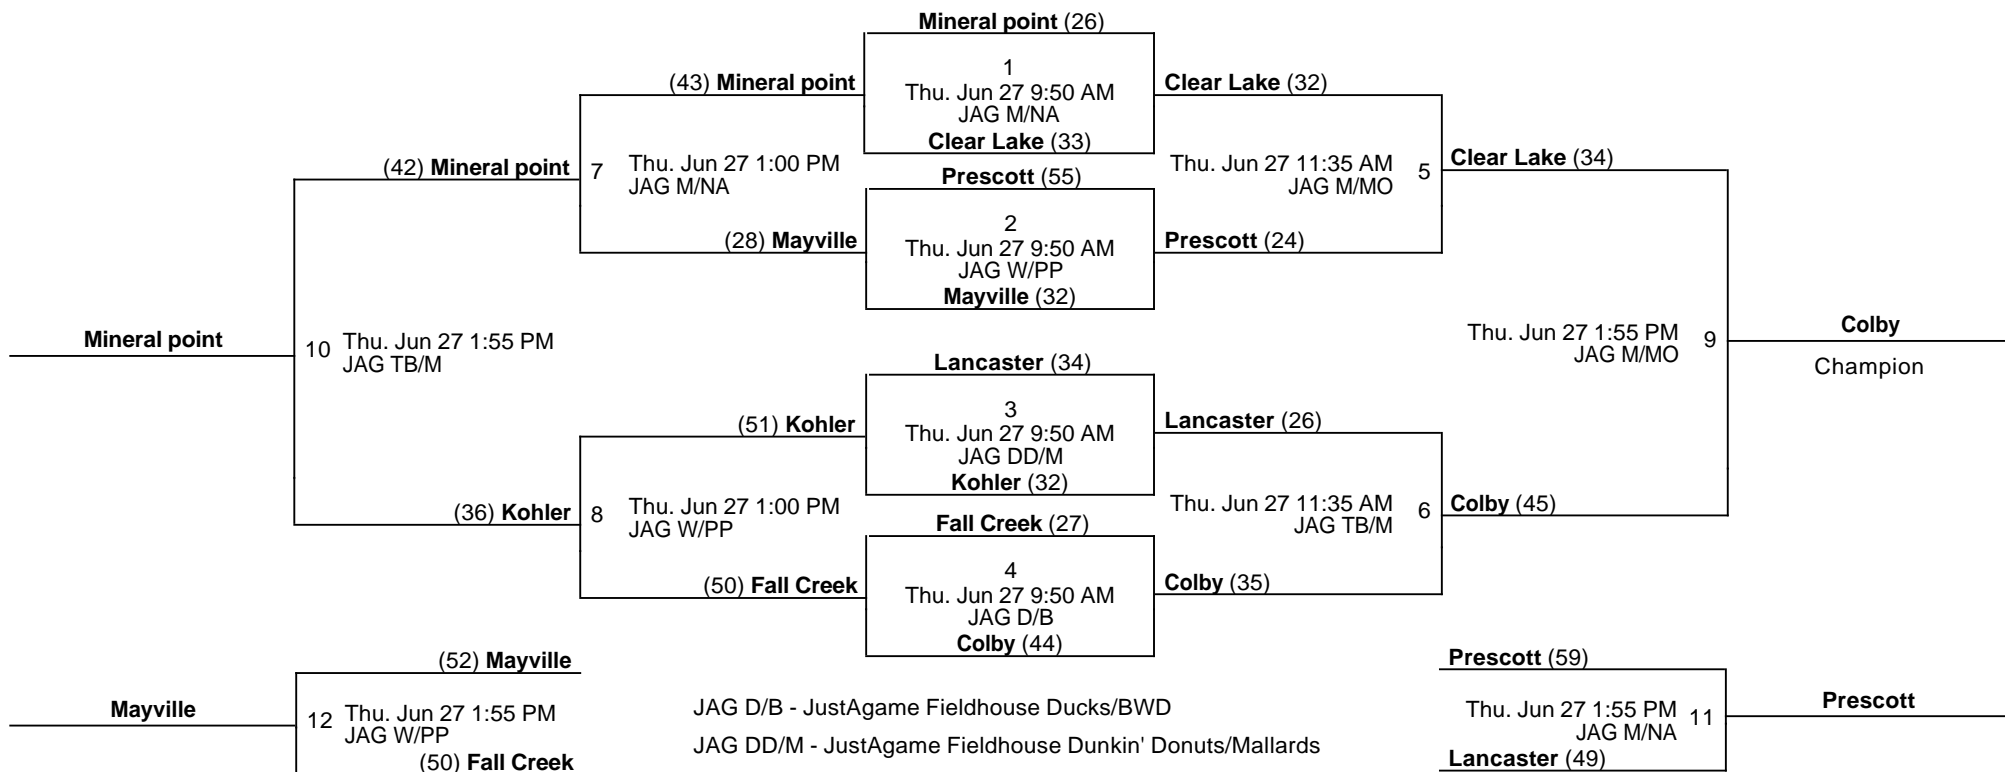 Mineral point (26)
1
Thu. Jun 27 9:50 AM
JAG M/NA
Clear Lake (33)
(43) Mineral point
Clear Lake (32)
(42) Mineral point
7
Thu. Jun 27 1:00 PM
JAG M/NA
Thu. Jun 27 11:35 AM
JAG M/MO
5
Clear Lake (34)
Prescott (55)
2
Thu. Jun 27 9:50 AM
JAG W/PP
Mayville (32)
(28) Mayville
Prescott (24)
Mineral point
10
Thu. Jun 27 1:55 PM
JAG TB/M
Thu. Jun 27 1:55 PM
JAG M/MO
9
Colby
Champion
Lancaster (34)
3
Thu. Jun 27 9:50 AM
JAG DD/M
Kohler (32)
(51) Kohler
Lancaster (26)
(36) Kohler
8
Thu. Jun 27 1:00 PM
JAG W/PP
Thu. Jun 27 11:35 AM
JAG TB/M
6
Colby (45)
Fall Creek (27)
4
Thu. Jun 27 9:50 AM
JAG D/B
Colby (44)
(50) Fall Creek
Colby (35)
(52) Mayville
Mayville
12
Thu. Jun 27 1:55 PM
JAG W/PP
(50) Fall Creek
JAG D/B - JustAgame Fieldhouse Ducks/BWD
JAG DD/M - JustAgame Fieldhouse Dunkin' Donuts/Mallards
Prescott (59)
Thu. Jun 27 1:55 PM
JAG M/NA
11
Lancaster (49)
Prescott